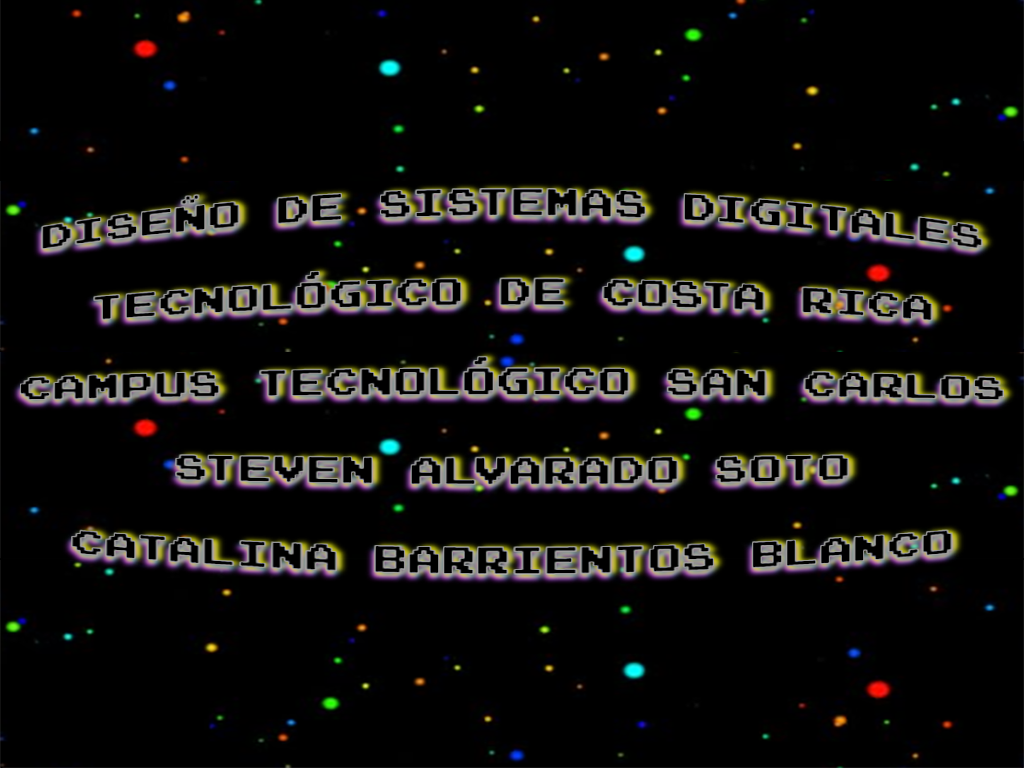 DISEÑO DE SISTEMAS DIGITALES
TECNOLÓGICO DE COSTA RICA
CAMPUS TECNOLÓGICO SAN CARLOS
STEVEN ALVARADO SOTO
CATALINA BARRIENTOS BLANCO